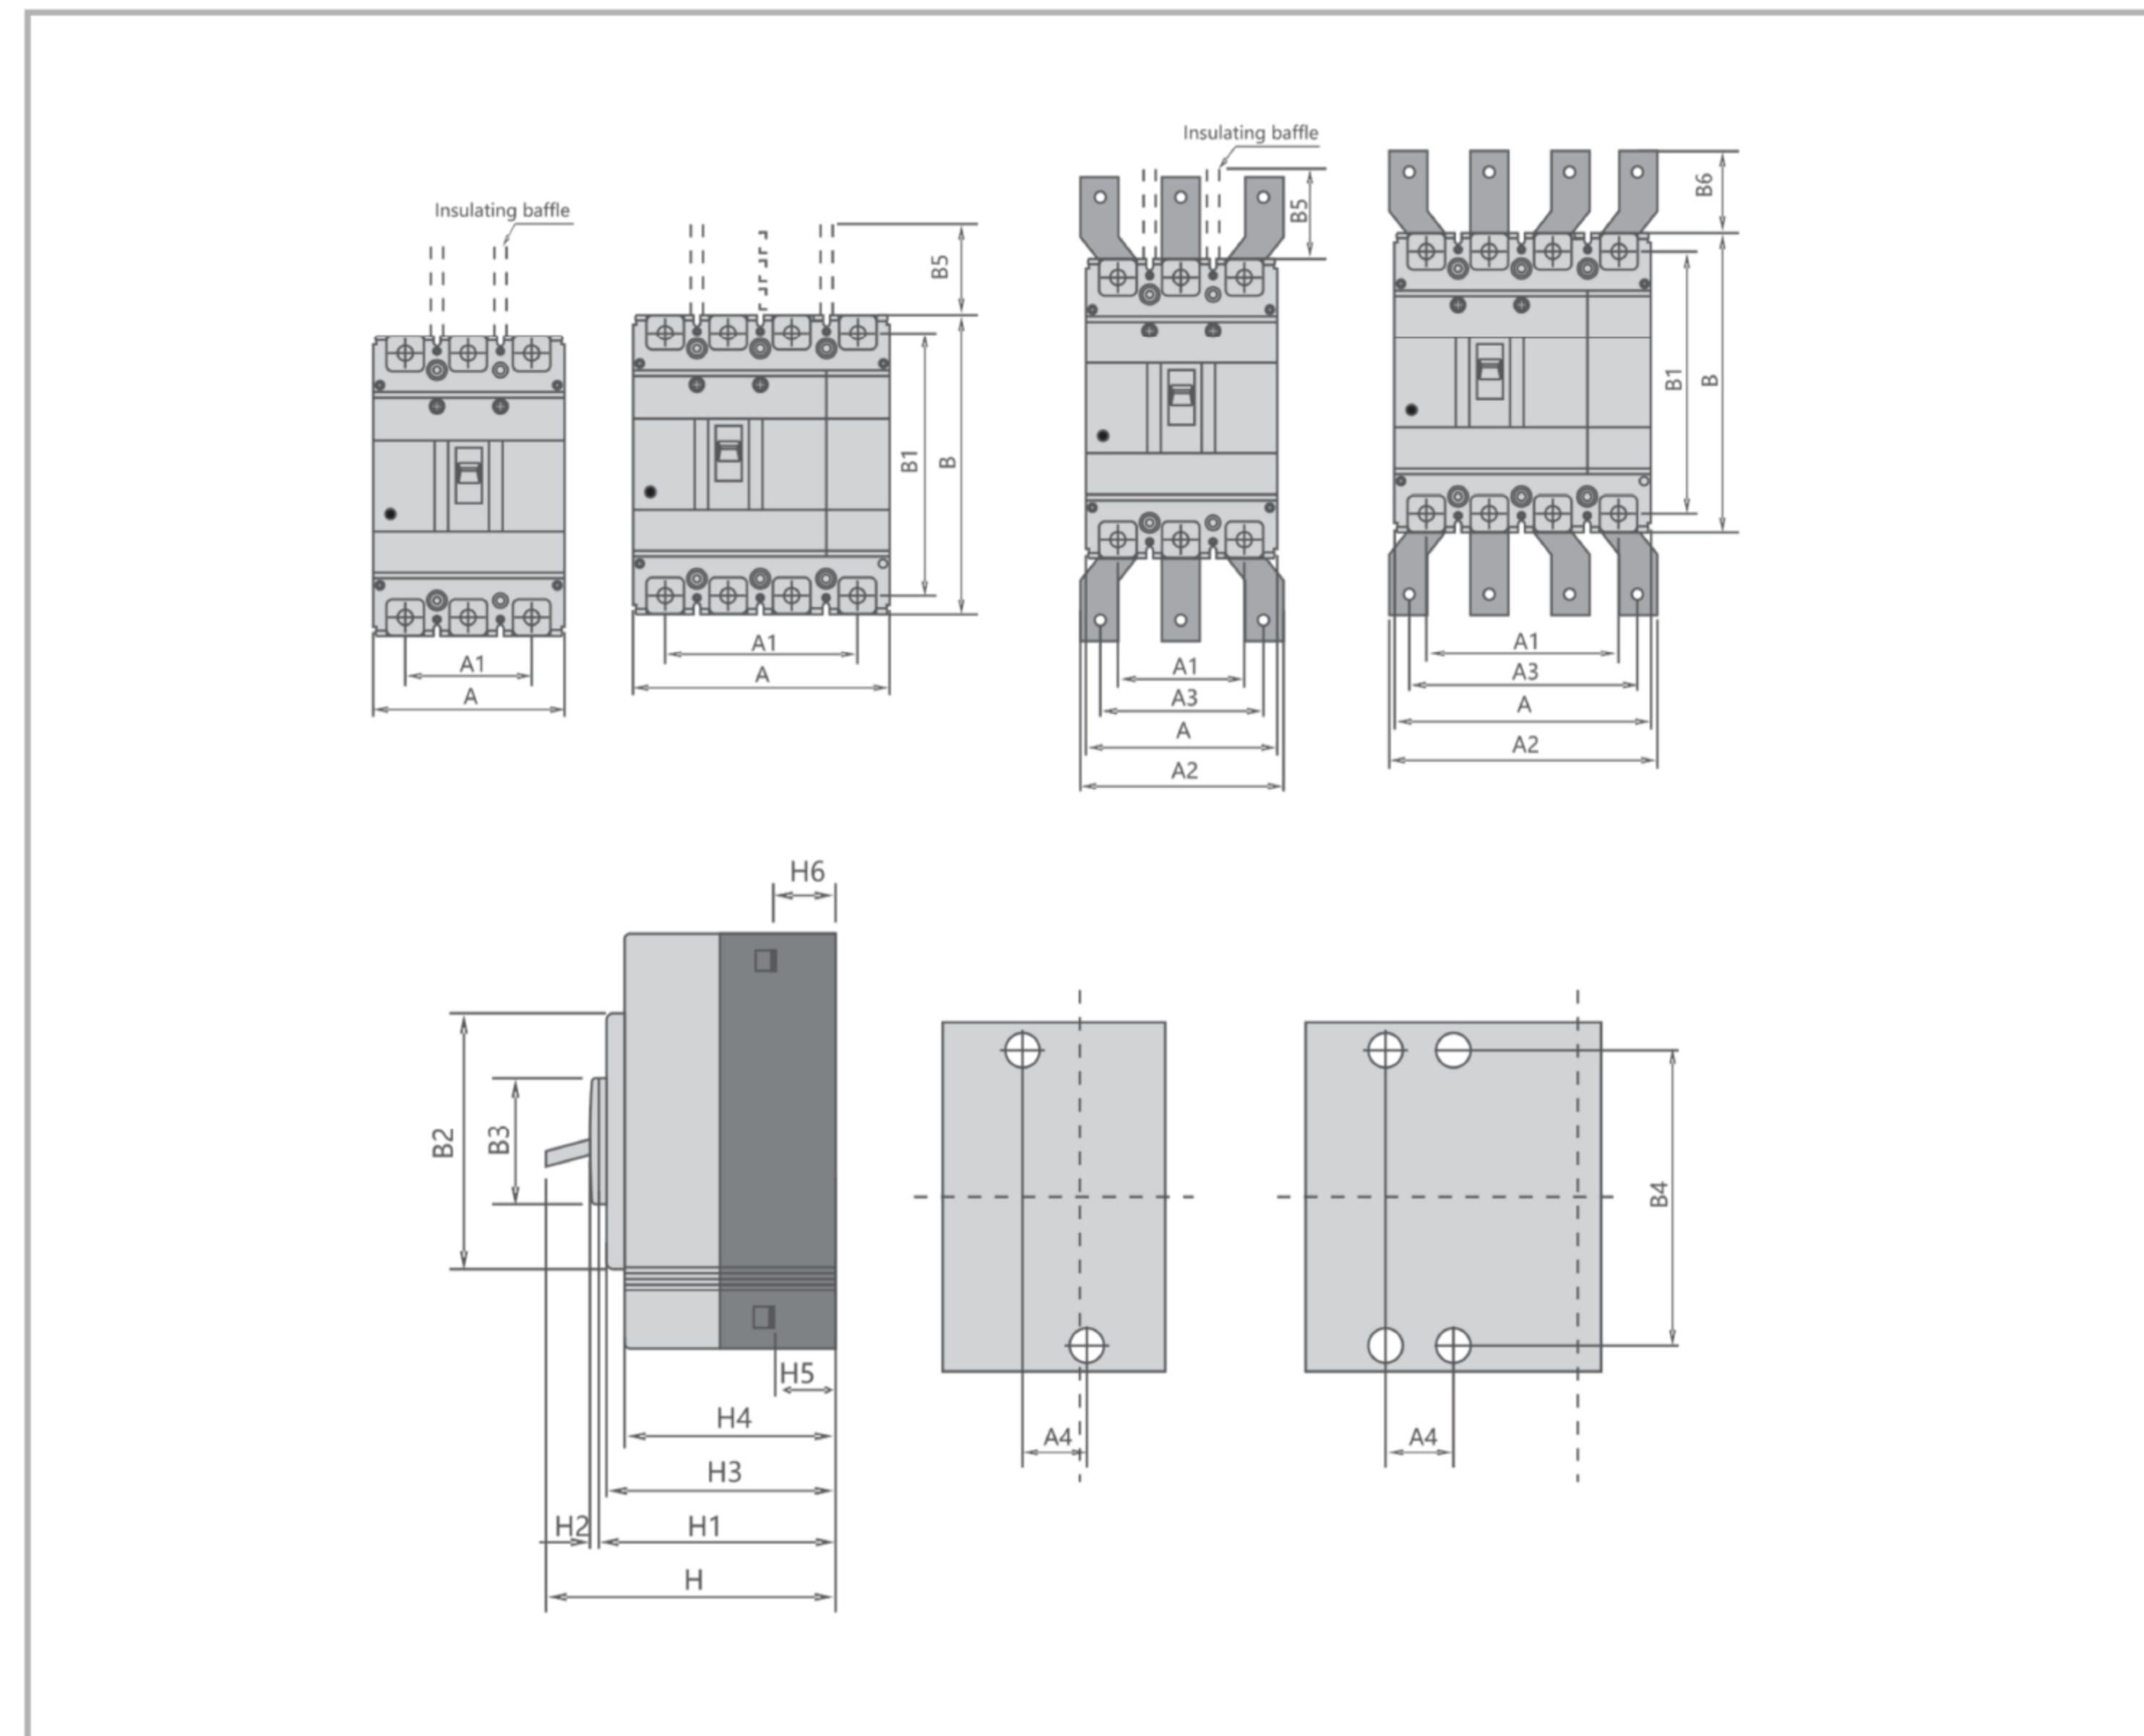 Insulating baffle
B5
B1
B
A1
A
A1
A
Insulating baffle
B5
A1
A3
A
A2
B6
B1
B
A1
A3
A
A2
H6
B2
B3
H5
H4
H3
H2
H1
H
A4
B4
A4